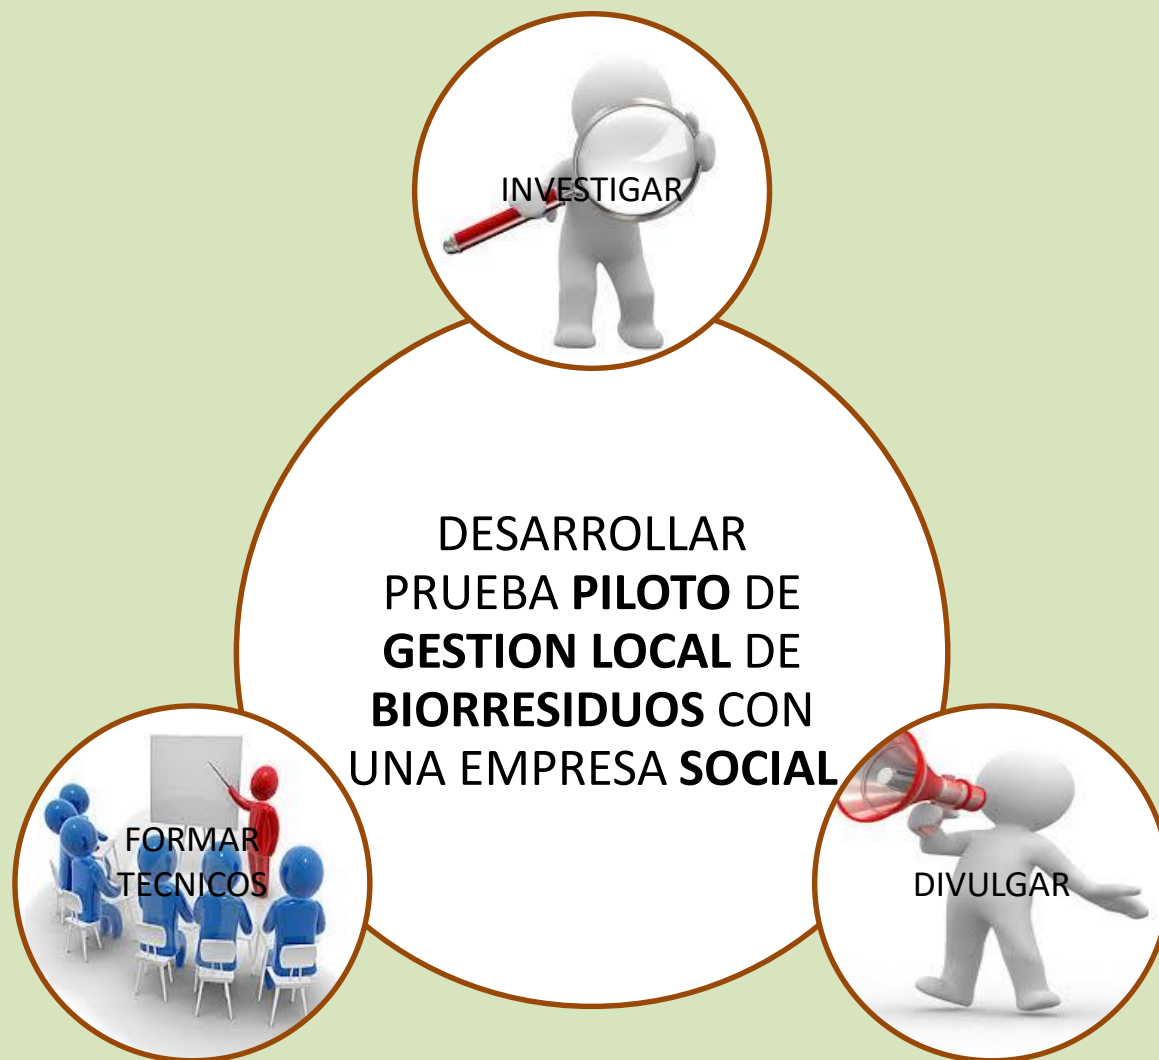 INVESTIGAR
DESARROLLAR
PRUEBA PILOTO DE
GESTION LOCAL DE
BIORRESIDUOS CON
UNA EMPRESA SOCIAL
FORMAR
TECNICOS
DIVULGAR